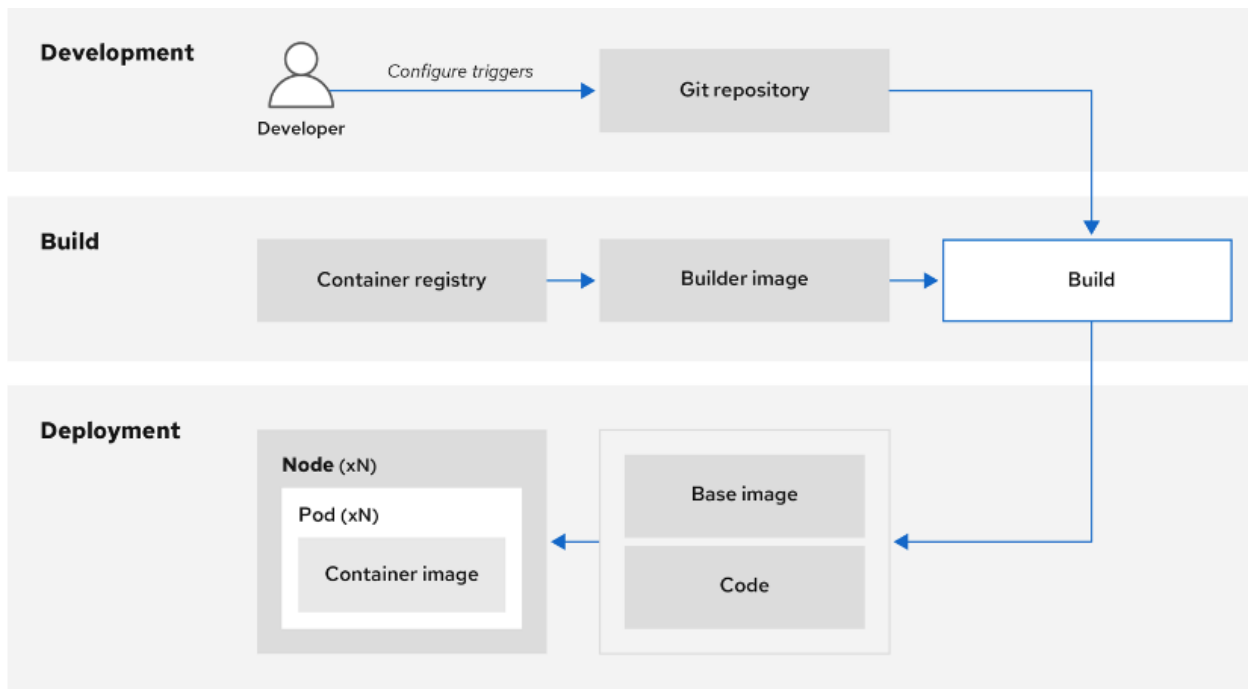 Development
Configure triggers
Git repository
Developer
Build
Container registry
Builder image
Build
Deployment
Node (xN)
Pod (xN)
Container image
Base image
Code